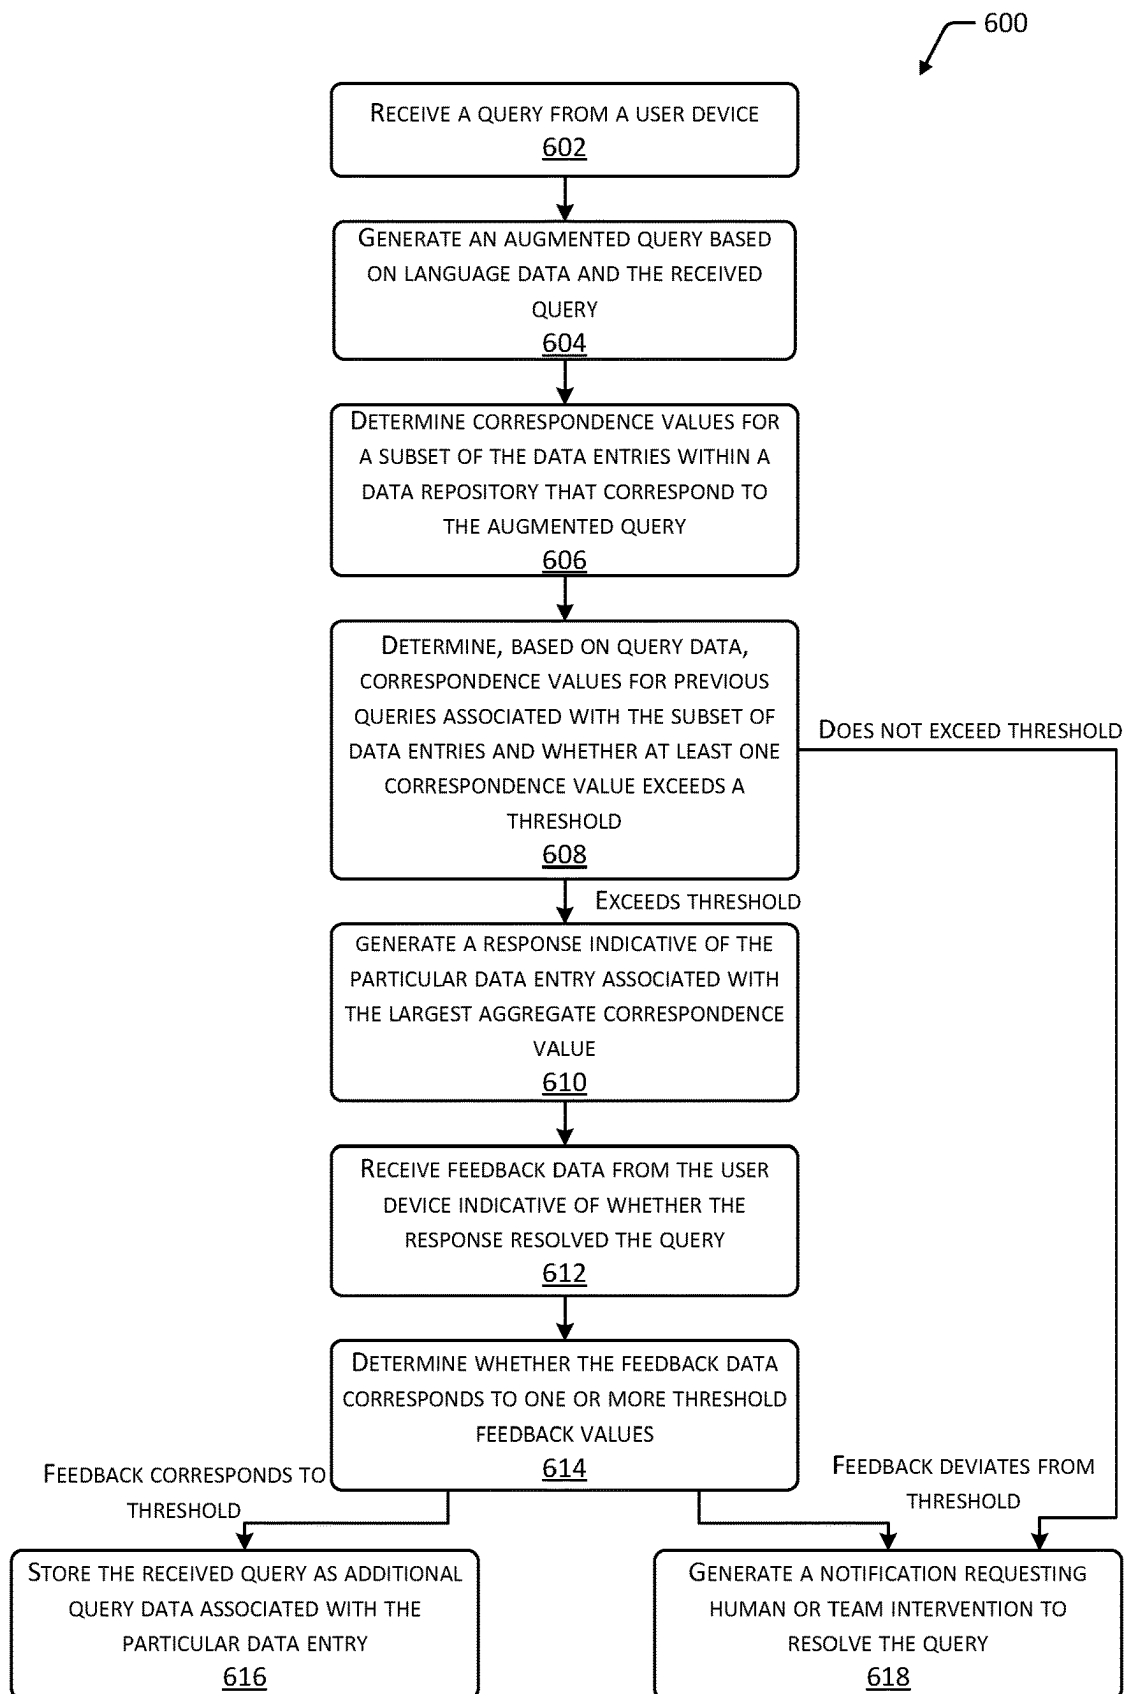 600
RECEIVE A QUERY FROM A USER DEVICE
602
GENERATE AN AUGMENTED QUERY BASED
ON LANGUAGE DATA AND THE RECEIVED
QUERY
604
DETERMINE CORRESPONDENCE VALUES FOR
A SUBSET OF THE DATA ENTRIES WITHIN A
DATA REPOSITORY THAT CORRESPOND TO
THE AUGMENTED QUERY
606
DETERMINE, BASED ON QUERY DATA,
CORRESPONDENCE VALUES FOR PREVIOUS
QUERIES ASSOCIATED WITH THE SUBSET OF
DATA ENTRIES AND WHETHER AT LEAST ONE
CORRESPONDENCE VALUE EXCEEDS A
THRESHOLD
608
DOES NOT EXCEED THRESHOLD
EXCEEDS THRESHOLD
GENERATE A RESPONSE INDICATIVE OF THE
PARTICULAR DATA ENTRY ASSOCIATED WITH
THE LARGEST AGGREGATE CORRESPONDENCE
VALUE
610
RECEIVE FEEDBACK DATA FROM THE USER
DEVICE INDICATIVE OF WHETHER THE
RESPONSE RESOLVED THE QUERY
612
DETERMINE WHETHER THE FEEDBACK DATA
CORRESPONDS TO ONE OR MORE THRESHOLD
FEEDBACK VALUES
614
FEEDBACK CORRESPONDS TO
THRESHOLD
FEEDBACK DEVIATES FROM
THRESHOLD
STORE THE RECEIVED QUERY AS ADDITIONAL
QUERY DATA ASSOCIATED WITH THE
PARTICULAR DATA ENTRY
616
GENERATE A NOTIFICATION REQUESTING
HUMAN OR TEAM INTERVENTION TO
RESOLVE THE QUERY
618